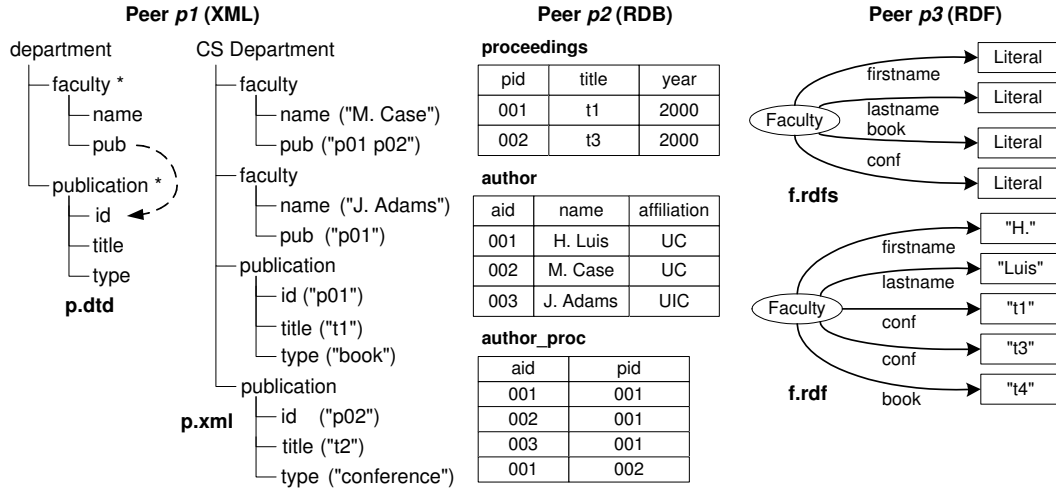 Peer p1 (XML)
department
faculty *
name
pub
publication *
id
title
type
p.dtd
CS Department
faculty
name ("M. Case")
pub ("p01 p02")
faculty
name ("J. Adams")
pub ("p01")
publication
id ("p01")
title ("t1")
type ("book")
publication
id ("p02")
title ("t2")
type ("conference")
p.xml
Peer p2 (RDB)
proceedings
pid title year
001 t1 2000
002 t3 2000
author
aid name affiliation
001 H. Luis UC
002 M. Case UC
003 J. Adams UIC
author_proc
aid pid
001 001
002 001
003 001
001 002
Peer p3 (RDF)
Faculty
firstname Literal
lastname Literal
book Literal
conf Literal
f.rdfs
Faculty
firstname "H."
lastname "Luis"
conf "t1"
conf "t3"
book "t4"
f.rdf